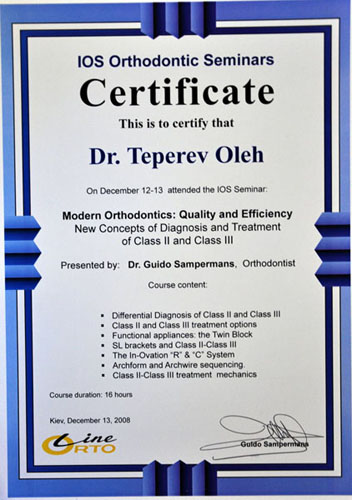 IOS Orthodontic Seminars
Certificate
This is to certify that
Dr. Teperev Oleh
On December 12-13 attended the IOS Seminar:
Modern Orthodontics: Quality and Efficiency
New Concepts of Diagnosis and Treatment
of Class II and Class III
Presented by: Dr. Guido Sampermans, Orthodontist
Course content:
Differential Diagnosis of Class II and Class III
Class II and Class III treatment options
Functional appliances: the Twin Block
SL brackets and Class II-Class III
The In-Ovation "R" & "C" System
Archform and Archwire sequencing.
Class II-Class III treatment mechanics
Course duration: 16 hours
Kiev, December 13, 2008
Line
ORTO
Guido Sampermans